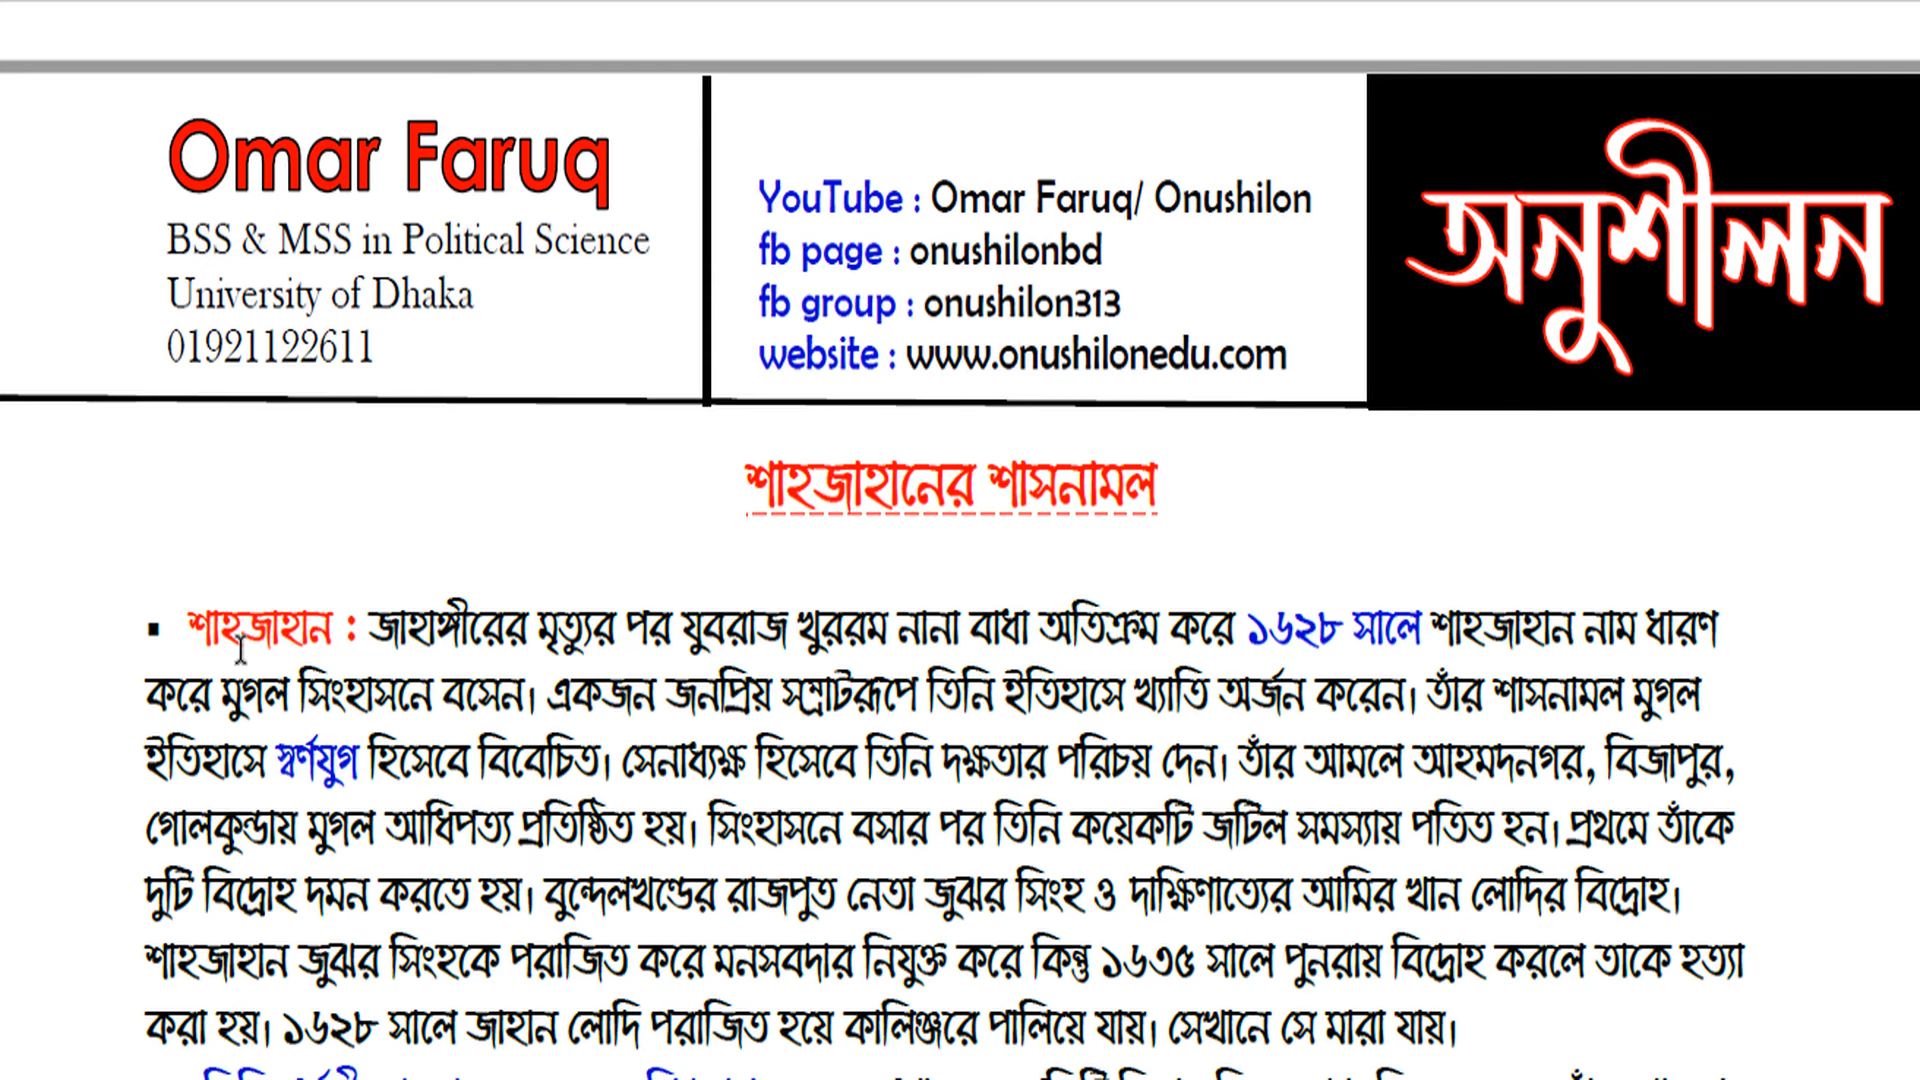 Omar Faruq
BSS & MSS in Political Science
University of Dhaka
01921122611
YouTube : Omar Faruq/ Onushilon
fb page : onushilonbd
fb group : onushilon313
website : www.onushilonedu.com
অনুশীলন
শাহজাহানের শাসনামল
▪ শাহজাহান : জাহাঙ্গীরের মৃত্যুর পর যুবরাজ খুররম নানা বাধা অতিক্রম করে ১৬২৮ সালে শাহজাহান নাম ধারণ
করে মুগল সিংহাসনে বসেন। একজন জনপ্রিয় সম্রাটরূপে তিনি ইতিহাসে খ্যাতি অর্জন করেন। তাঁর শাসনামল মুগল
ইতিহাসে স্বর্ণযুগ হিসেবে বিবেচিত। সেনাধ্যক্ষ হিসেবে তিনি দক্ষতার পরিচয় দেন। তাঁর আমলে আহমদনগর, বিজাপুর,
গোলকুন্ডায় মুগল আধিপত্য প্রতিষ্ঠিত হয়। সিংহাসনে বসার পর তিনি কয়েকটি জটিল সমস্যায় পতিত হন। প্রথমে তাঁকে
দুটি বিদ্রোহ দমন করতে হয়। বুন্দেলখণ্ডের রাজপুত নেতা জুঝর সিংহ ও দাক্ষিণাত্যের আমির খান লোদির বিদ্রোহ।
শাহজাহান জুঝর সিংহকে পরাজিত করে মনসবদার নিযুক্ত করে কিন্তু ১৬৩৫ সালে পুনরায় বিদ্রোহ করলে তাকে হত্যা
করা হয়। ১৬২৮ সালে জাহান লোদি পরাজিত হয়ে কালিঞ্জরে পালিয়ে যায়। সেখানে সে মারা যায়।